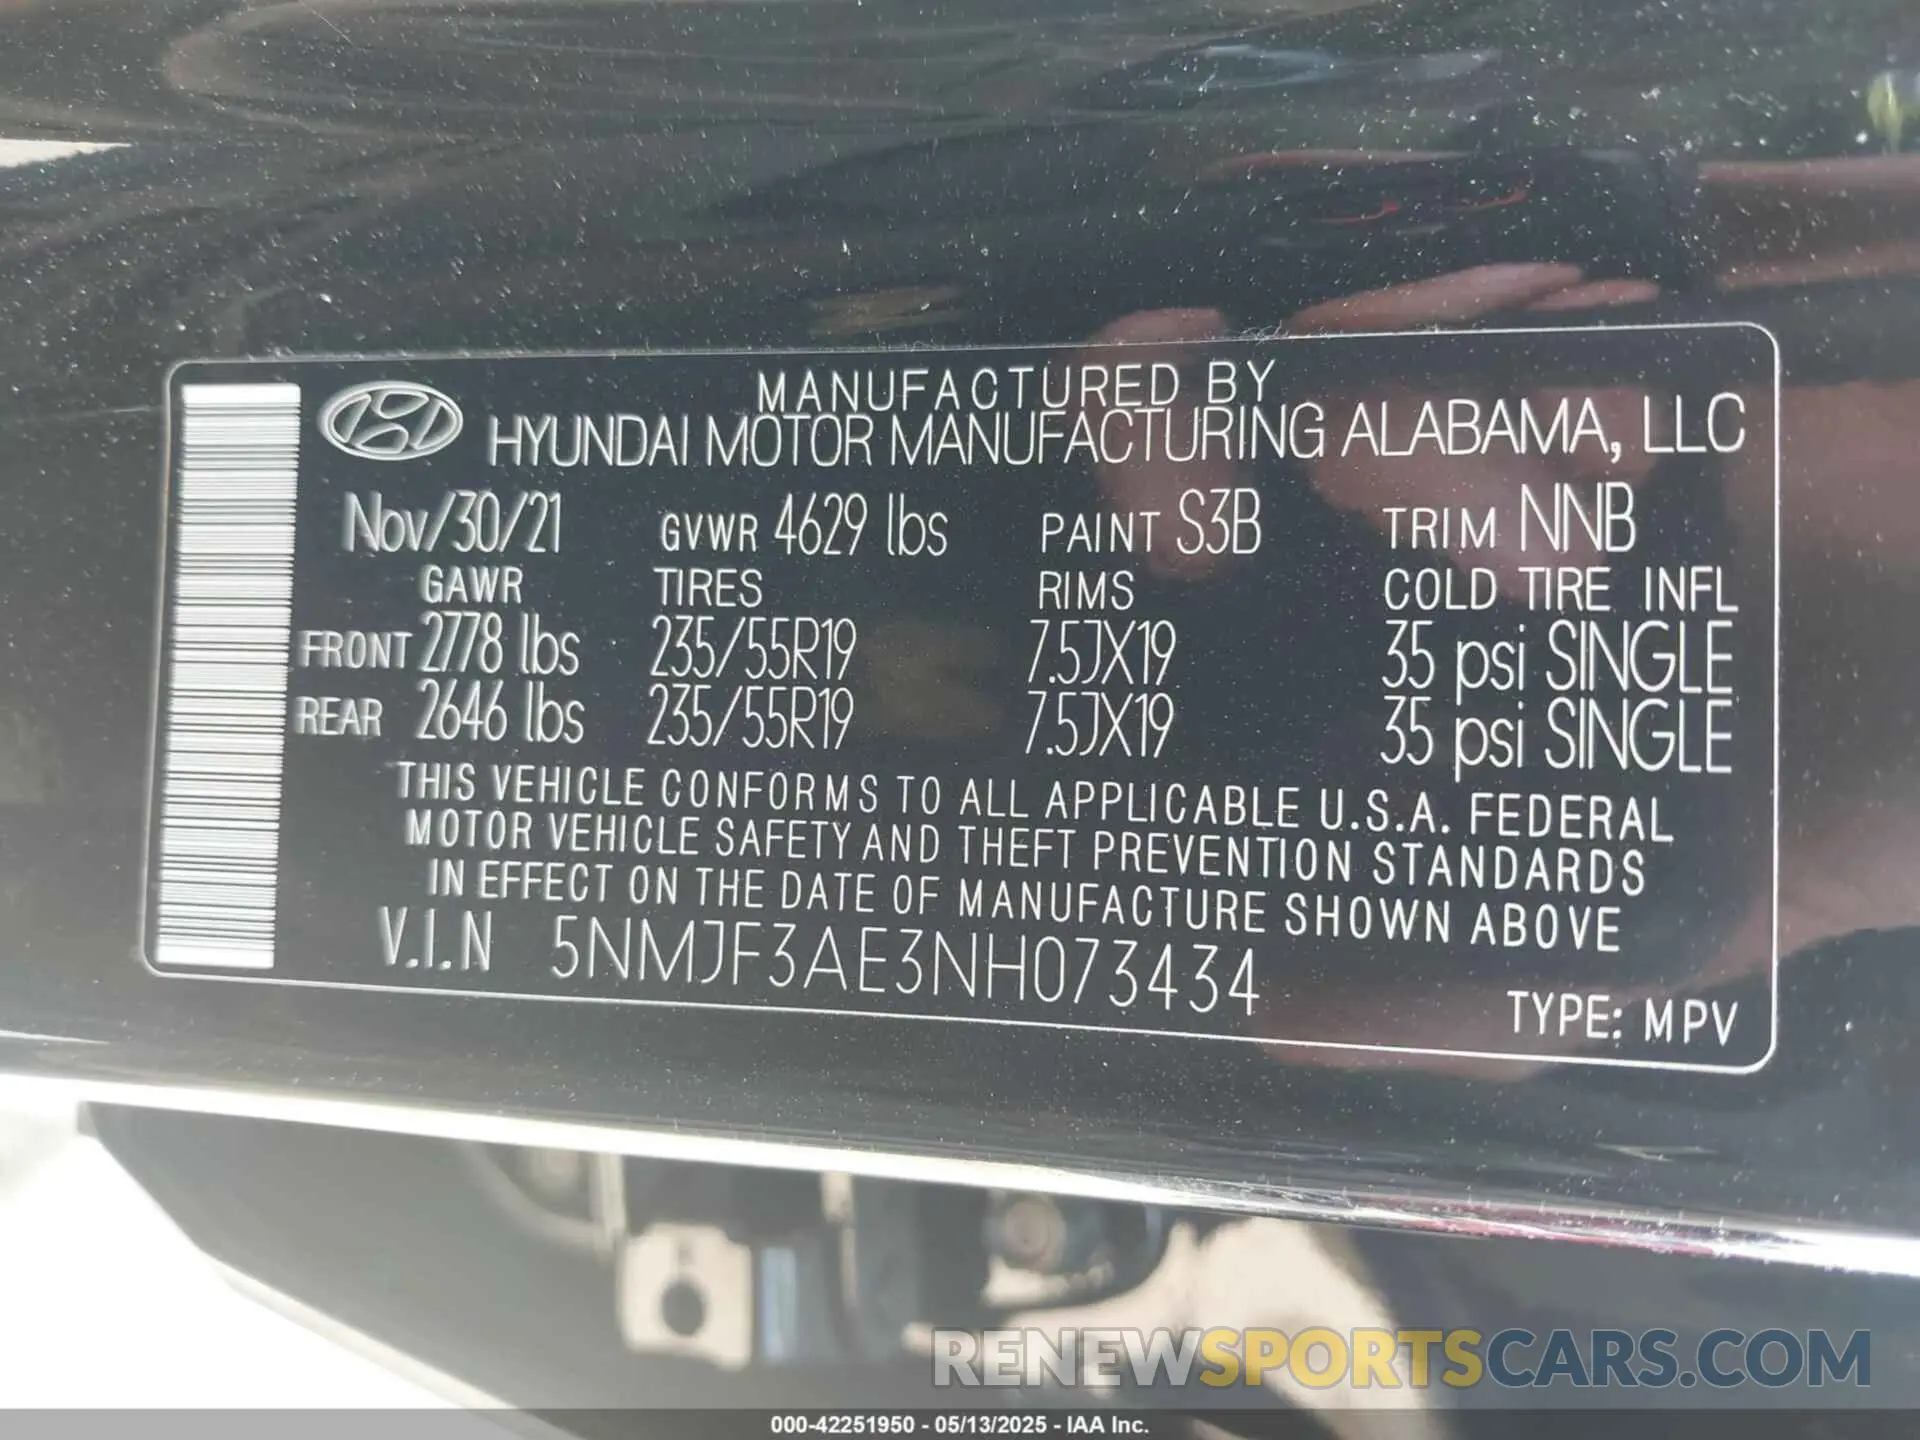 MANUFACTURED BY
HYUNDAI MOTOR MANUFACTURING ALABAMA, LLC
Nov/30/21 GVWR 4629 lbs PAINT S3B TRIM NNB
GAWR TIRES RIMS COLD TIRE INFL
FRONT 2778 lbs 235/55R19 7.5JX19 35 psi SINGLE
REAR 2646 lbs 235/55R19 7.5JX19 35 psi SINGLE
THIS VEHICLE CONFORMS TO ALL APPLICABLE U.S.A. FEDERAL
MOTOR VEHICLE SAFETY AND THEFT PREVENTION STANDARDS
IN EFFECT ON THE DATE OF MANUFACTURE SHOWN ABOVE
V.I.N 5NMJF3AE3NH073434
TYPE: MPV
RENEWSPORTSCARS.COM
000-42251950 - 05/13/2025 - IAA Inc.